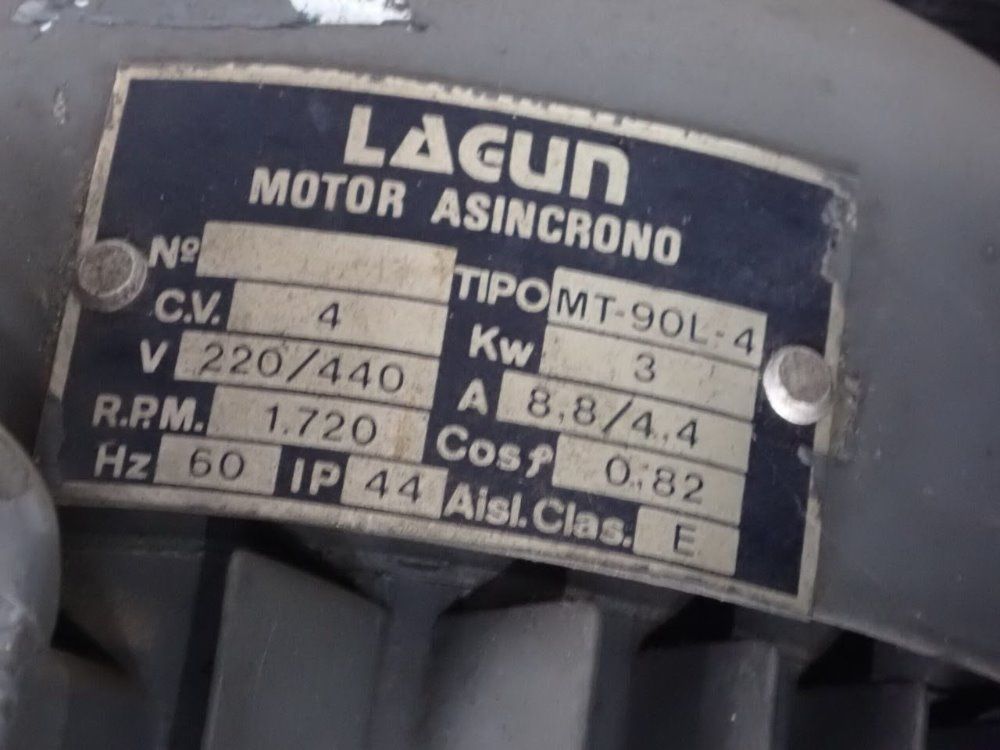 LAGUN
MOTOR ASINCRONO
Nº TIPO MT-90L-4
C.V. 4 Kw 3
V 220/440 A 8,8/4,4
R.P.M. 1.720 Cos φ 0,82
Hz 60 IP 44 Aisl. Clas. E